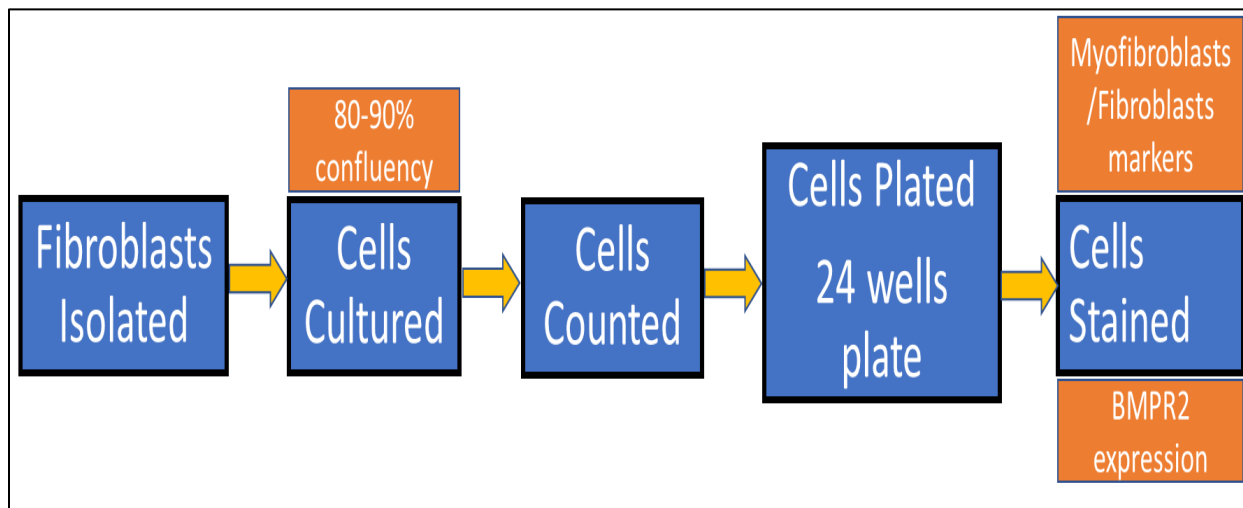 Fibroblasts
Isolated
80-90%
confluency
Cells
Cultured
Cells
Counted
Cells Plated
24 wells
plate
Myofibroblasts
/Fibroblasts
markers
Cells
Stained
BMPR2
expression